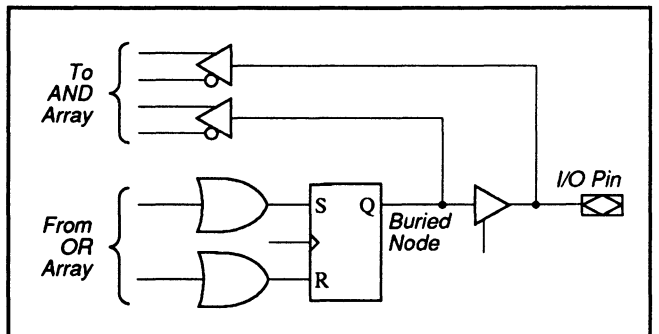 To
AND
Array
I/O Pin
S
Q
Buried
Node
From
OR
Array
R